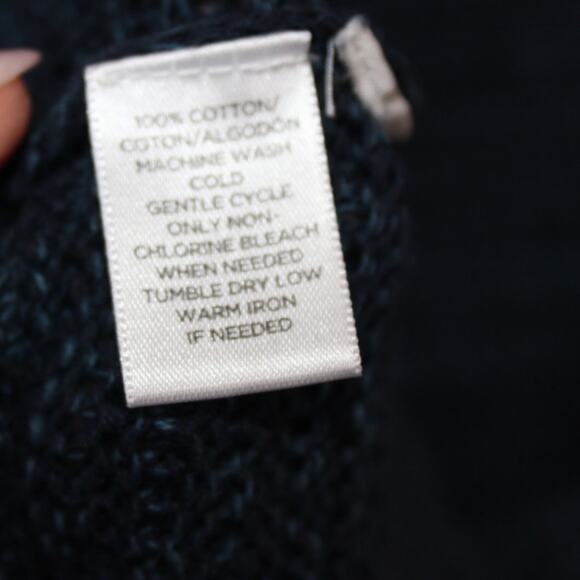 100% COTTON/
COTON/ALGODÓN
MACHINE WASH
COLD
GENTLE CYCLE
ONLY NON-
CHLORINE BLEACH
WHEN NEEDED
TUMBLE DRY LOW
WARM IRON
IF NEEDED